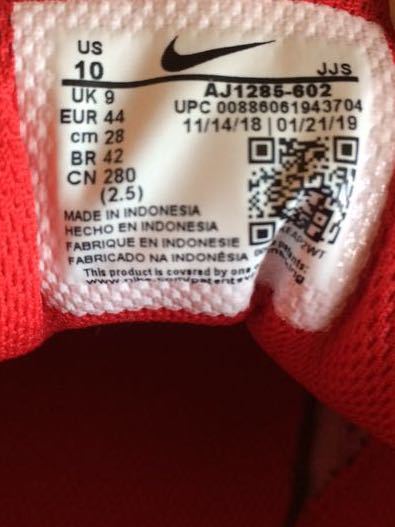 US
10
UK 9
EUR 44
cm 28
BR 42
CN 280
(2.5)
JJS
AJ1285-602
UPC 00886061943704
11/14/18 | 01/21/19
MADE IN INDONESIA
HECHO EN INDONESIA
FABRIQUE EN INDONESIE
FABRICADO NA INDONÉSIA
This product is covered by one